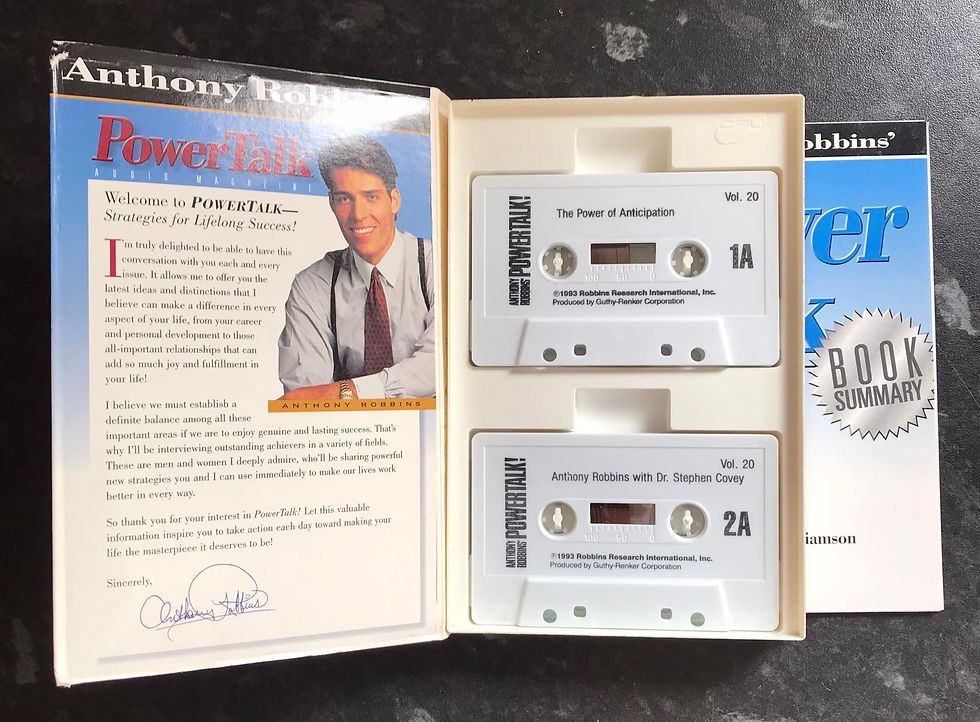 Anthony Robbins
PowerTalk
AUDIO MAGAZINE
Welcome to POWERTALK—
Strategies for Lifelong Success!
I'm truly delighted to be able to have this
conversation with you each and every
issue. It allows me to offer you the
latest ideas and distinctions that I
believe can make a difference in every
aspect of your life, from your career
and personal development to those
all-important relationships that can
add so much joy and fulfillment in
your life!
ANTHONY ROBBINS
I believe we must establish a
definite balance among all these
important areas if we are to enjoy genuine and lasting success. That's
why I'll be interviewing outstanding achievers in a variety of fields.
These are men and women I deeply admire, who'll be sharing powerful
new strategies you and I can use immediately to make our lives work
better in every way.
So thank you for your interest in PowerTalk! Let this valuable
information inspire you to take action each day toward making your
life the masterpiece it deserves to be!
Sincerely,
Anthony Robbins
CPU
ANTHONY
ROBBINS'
POWERTALK!
Vol. 20
The Power of Anticipation
1A
100 50 0
℗1993 Robbins Research International, Inc.
Produced by Guthy-Renker Corporation
ANTHONY
ROBBINS'
POWERTALK!
Vol. 20
Anthony Robbins with Dr. Stephen Covey
2A
100 50 0
℗1993 Robbins Research International, Inc.
Produced by Guthy-Renker Corporation
obbins'
wer
k
BOOK
SUMMARY
iamson